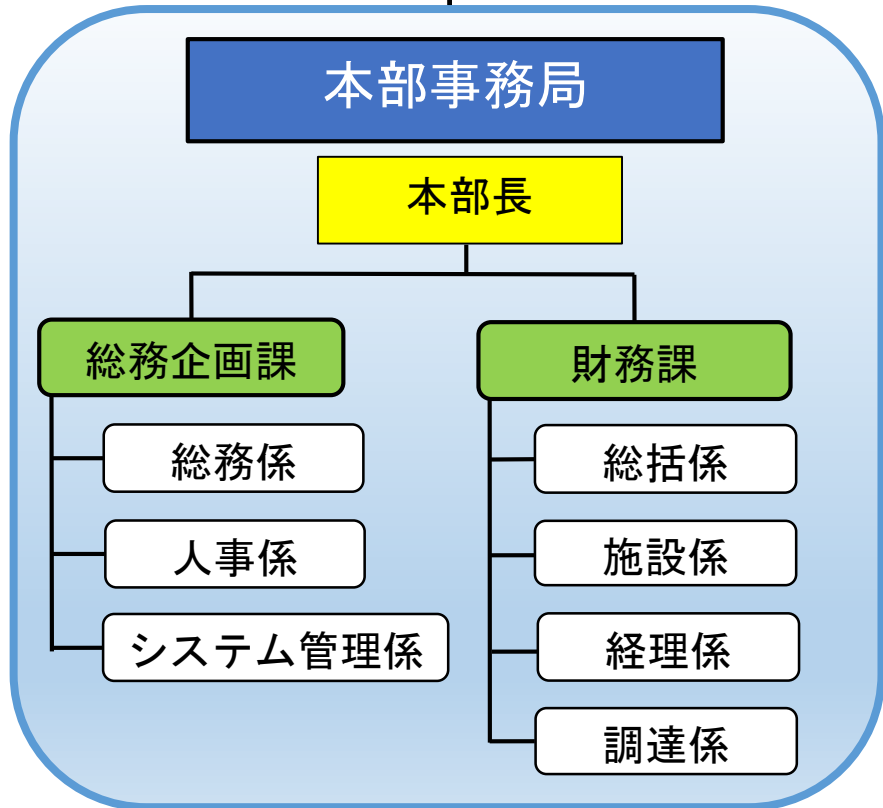 本部事務局
本部長
総務企画課
総務係
人事係
システム管理係
財務課
総括係
施設係
経理係
調達係